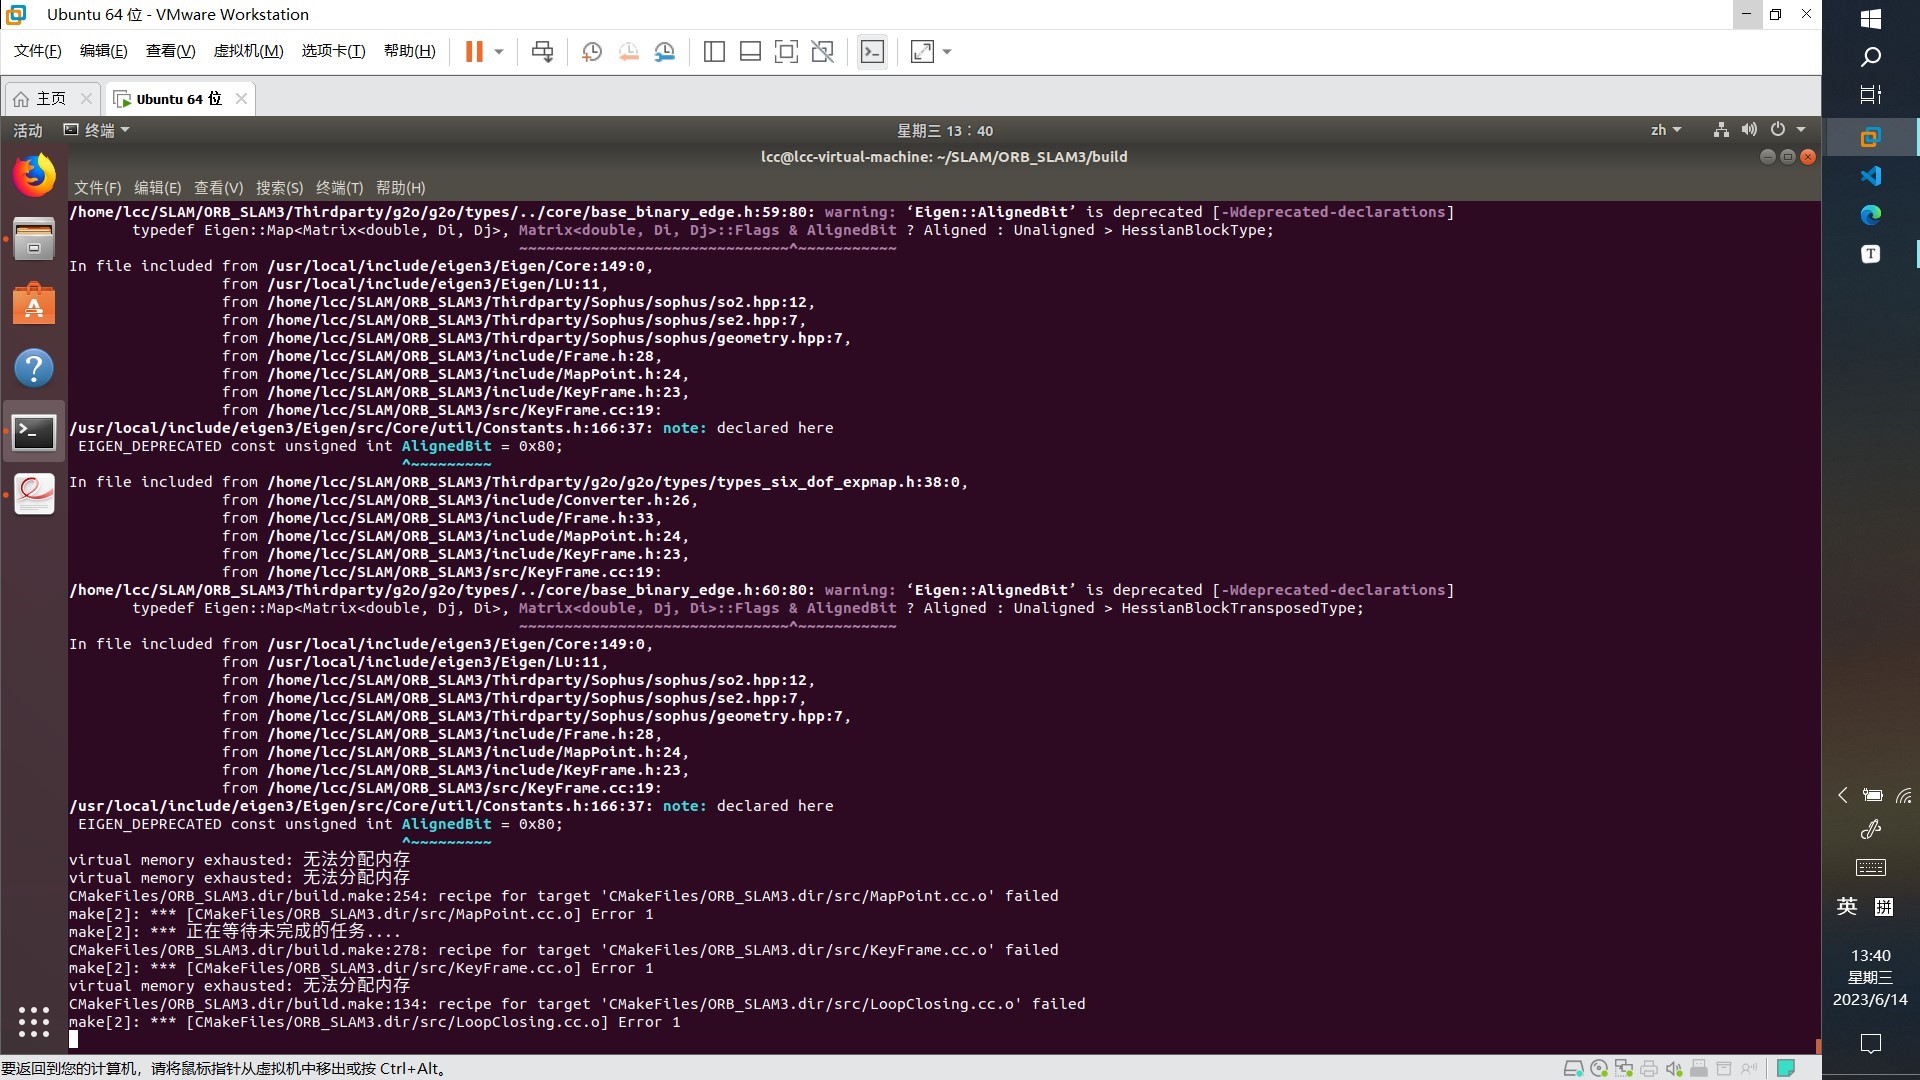 Ubuntu 64 位 - VMware Workstation
文件(F) 编辑(E) 查看(V) 虚拟机(M) 选项卡(T) 帮助(H)
主页 Ubuntu 64 位
活动 终端 星期三 13：40 zh
lcc@lcc-virtual-machine: ~/SLAM/ORB_SLAM3/build
文件(F) 编辑(E) 查看(V) 搜索(S) 终端(T) 帮助(H)
/home/lcc/SLAM/ORB_SLAM3/Thirdparty/g2o/g2o/types/../core/base_binary_edge.h:59:80: warning: ‘Eigen::AlignedBit’ is deprecated [-Wdeprecated-declarations]
typedef Eigen::Map<Matrix<double, Di, Dj>, Matrix<double, Di, Dj>::Flags & AlignedBit ? Aligned : Unaligned > HessianBlockType;
~~~~~~~~~~~~~~~~~~~~~~~~~~~~~~^~~~~~~~~~~~
In file included from /usr/local/include/eigen3/Eigen/Core:149:0,
from /usr/local/include/eigen3/Eigen/LU:11,
from /home/lcc/SLAM/ORB_SLAM3/Thirdparty/Sophus/sophus/so2.hpp:12,
from /home/lcc/SLAM/ORB_SLAM3/Thirdparty/Sophus/sophus/se2.hpp:7,
from /home/lcc/SLAM/ORB_SLAM3/Thirdparty/Sophus/sophus/geometry.hpp:7,
from /home/lcc/SLAM/ORB_SLAM3/include/Frame.h:28,
from /home/lcc/SLAM/ORB_SLAM3/include/MapPoint.h:24,
from /home/lcc/SLAM/ORB_SLAM3/include/KeyFrame.h:23,
from /home/lcc/SLAM/ORB_SLAM3/src/KeyFrame.cc:19:
/usr/local/include/eigen3/Eigen/src/Core/util/Constants.h:166:37: note: declared here
EIGEN_DEPRECATED const unsigned int AlignedBit = 0x80;
^~~~~~~~~~
In file included from /home/lcc/SLAM/ORB_SLAM3/Thirdparty/g2o/g2o/types/types_six_dof_expmap.h:38:0,
from /home/lcc/SLAM/ORB_SLAM3/include/Converter.h:26,
from /home/lcc/SLAM/ORB_SLAM3/include/Frame.h:33,
from /home/lcc/SLAM/ORB_SLAM3/include/MapPoint.h:24,
from /home/lcc/SLAM/ORB_SLAM3/include/KeyFrame.h:23,
from /home/lcc/SLAM/ORB_SLAM3/src/KeyFrame.cc:19:
/home/lcc/SLAM/ORB_SLAM3/Thirdparty/g2o/g2o/types/../core/base_binary_edge.h:60:80: warning: ‘Eigen::AlignedBit’ is deprecated [-Wdeprecated-declarations]
typedef Eigen::Map<Matrix<double, Dj, Di>, Matrix<double, Dj, Di>::Flags & AlignedBit ? Aligned : Unaligned > HessianBlockTransposedType;
~~~~~~~~~~~~~~~~~~~~~~~~~~~~~~^~~~~~~~~~~~
In file included from /usr/local/include/eigen3/Eigen/Core:149:0,
from /usr/local/include/eigen3/Eigen/LU:11,
from /home/lcc/SLAM/ORB_SLAM3/Thirdparty/Sophus/sophus/so2.hpp:12,
from /home/lcc/SLAM/ORB_SLAM3/Thirdparty/Sophus/sophus/se2.hpp:7,
from /home/lcc/SLAM/ORB_SLAM3/Thirdparty/Sophus/sophus/geometry.hpp:7,
from /home/lcc/SLAM/ORB_SLAM3/include/Frame.h:28,
from /home/lcc/SLAM/ORB_SLAM3/include/MapPoint.h:24,
from /home/lcc/SLAM/ORB_SLAM3/include/KeyFrame.h:23,
from /home/lcc/SLAM/ORB_SLAM3/src/KeyFrame.cc:19:
/usr/local/include/eigen3/Eigen/src/Core/util/Constants.h:166:37: note: declared here
EIGEN_DEPRECATED const unsigned int AlignedBit = 0x80;
^~~~~~~~~~
virtual memory exhausted: 无法分配内存
virtual memory exhausted: 无法分配内存
CMakeFiles/ORB_SLAM3.dir/build.make:254: recipe for target 'CMakeFiles/ORB_SLAM3.dir/src/MapPoint.cc.o' failed
make[2]: *** [CMakeFiles/ORB_SLAM3.dir/src/MapPoint.cc.o] Error 1
make[2]: *** 正在等待未完成的任务....
CMakeFiles/ORB_SLAM3.dir/build.make:278: recipe for target 'CMakeFiles/ORB_SLAM3.dir/src/KeyFrame.cc.o' failed
make[2]: *** [CMakeFiles/ORB_SLAM3.dir/src/KeyFrame.cc.o] Error 1
virtual memory exhausted: 无法分配内存
CMakeFiles/ORB_SLAM3.dir/build.make:134: recipe for target 'CMakeFiles/ORB_SLAM3.dir/src/LoopClosing.cc.o' failed
make[2]: *** [CMakeFiles/ORB_SLAM3.dir/src/LoopClosing.cc.o] Error 1
要返回到您的计算机，请将鼠标指针从虚拟机中移出或按 Ctrl+Alt。
T
英 拼
13:40
星期三
2023/6/14